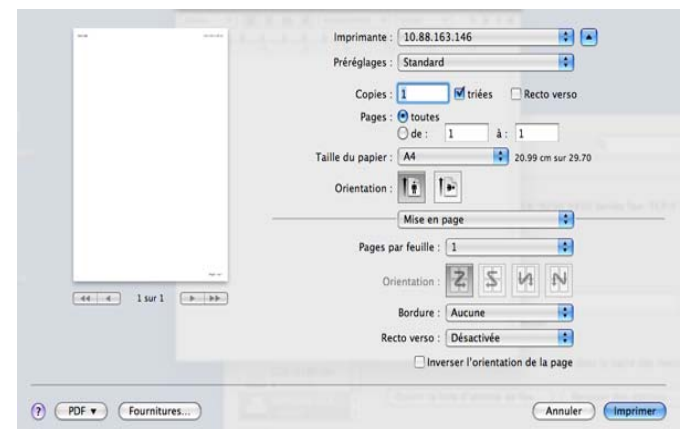 Imprimante : 10.88.163.146
Préréglages : Standard
Copies : 1 triées Recto verso
Pages : toutes
de : 1 à : 1
Taille du papier : A4 20.99 cm sur 29.70
Orientation :
Mise en page
Pages par feuille : 1
Orientation :
Bordure : Aucune
Recto verso : Désactivée
Inverser l'orientation de la page
1 sur 1
? PDF Fournitures... Annuler Imprimer